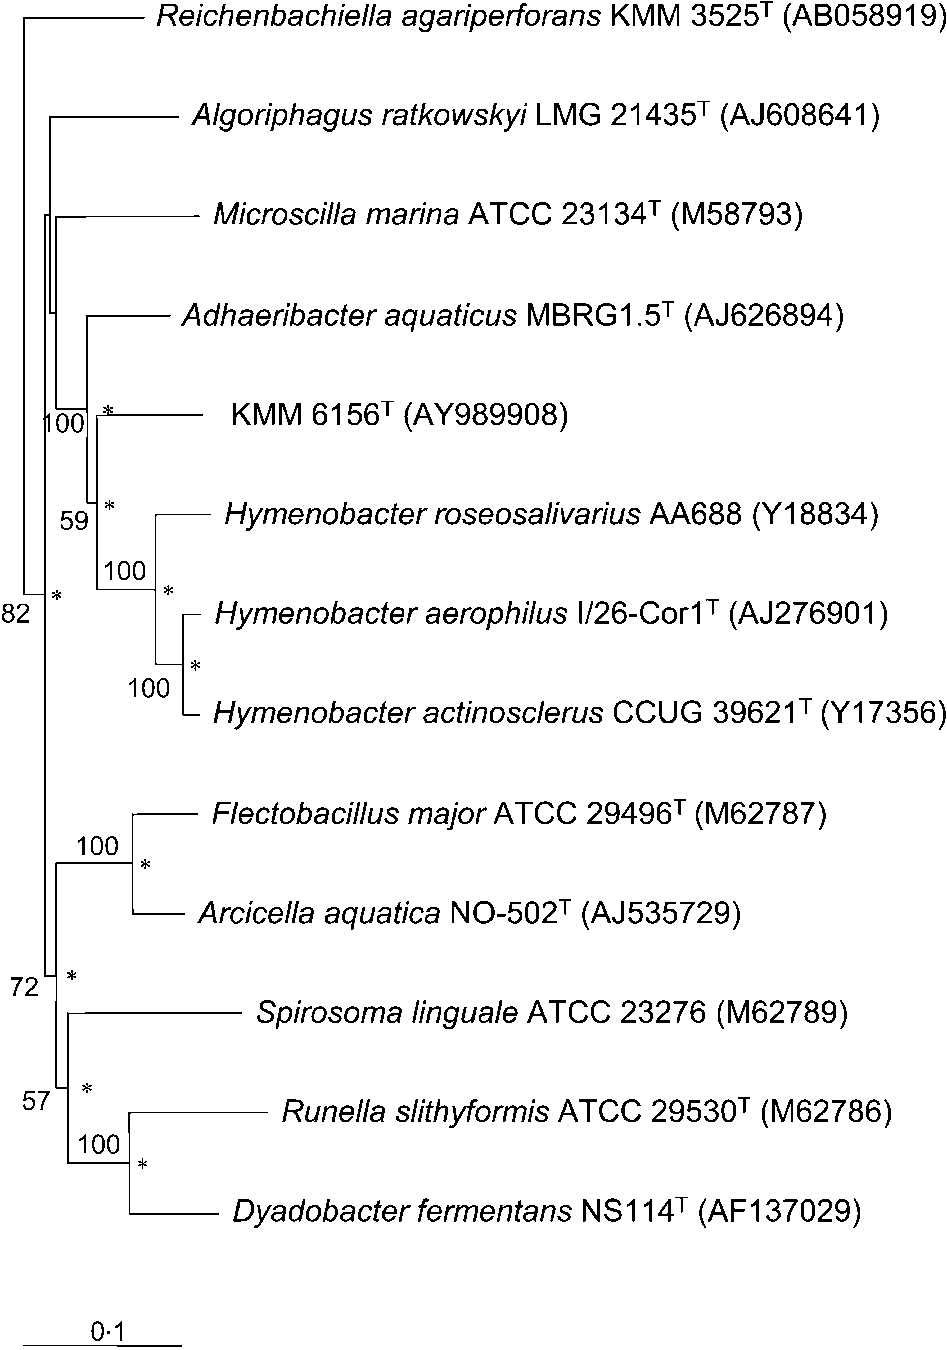 Reichenbachiella agariperforans KMM 3525ᵀ (AB058919)
Algoriphagus ratkowskyi LMG 21435ᵀ (AJ608641)
Microscilla marina ATCC 23134ᵀ (M58793)
Adhaeribacter aquaticus MBRG1.5ᵀ (AJ626894)
*
100
KMM 6156ᵀ (AY989908)
*
59
Hymenobacter roseosalivarius AA688 (Y18834)
100
*
*
82
Hymenobacter aerophilus I/26-Cor1ᵀ (AJ276901)
*
100
Hymenobacter actinosclerus CCUG 39621ᵀ (Y17356)
Flectobacillus major ATCC 29496ᵀ (M62787)
100
*
Arcicella aquatica NO-502ᵀ (AJ535729)
*
72
Spirosoma linguale ATCC 23276 (M62789)
*
57
Runella slithyformis ATCC 29530ᵀ (M62786)
100
*
Dyadobacter fermentans NS114ᵀ (AF137029)
0·1